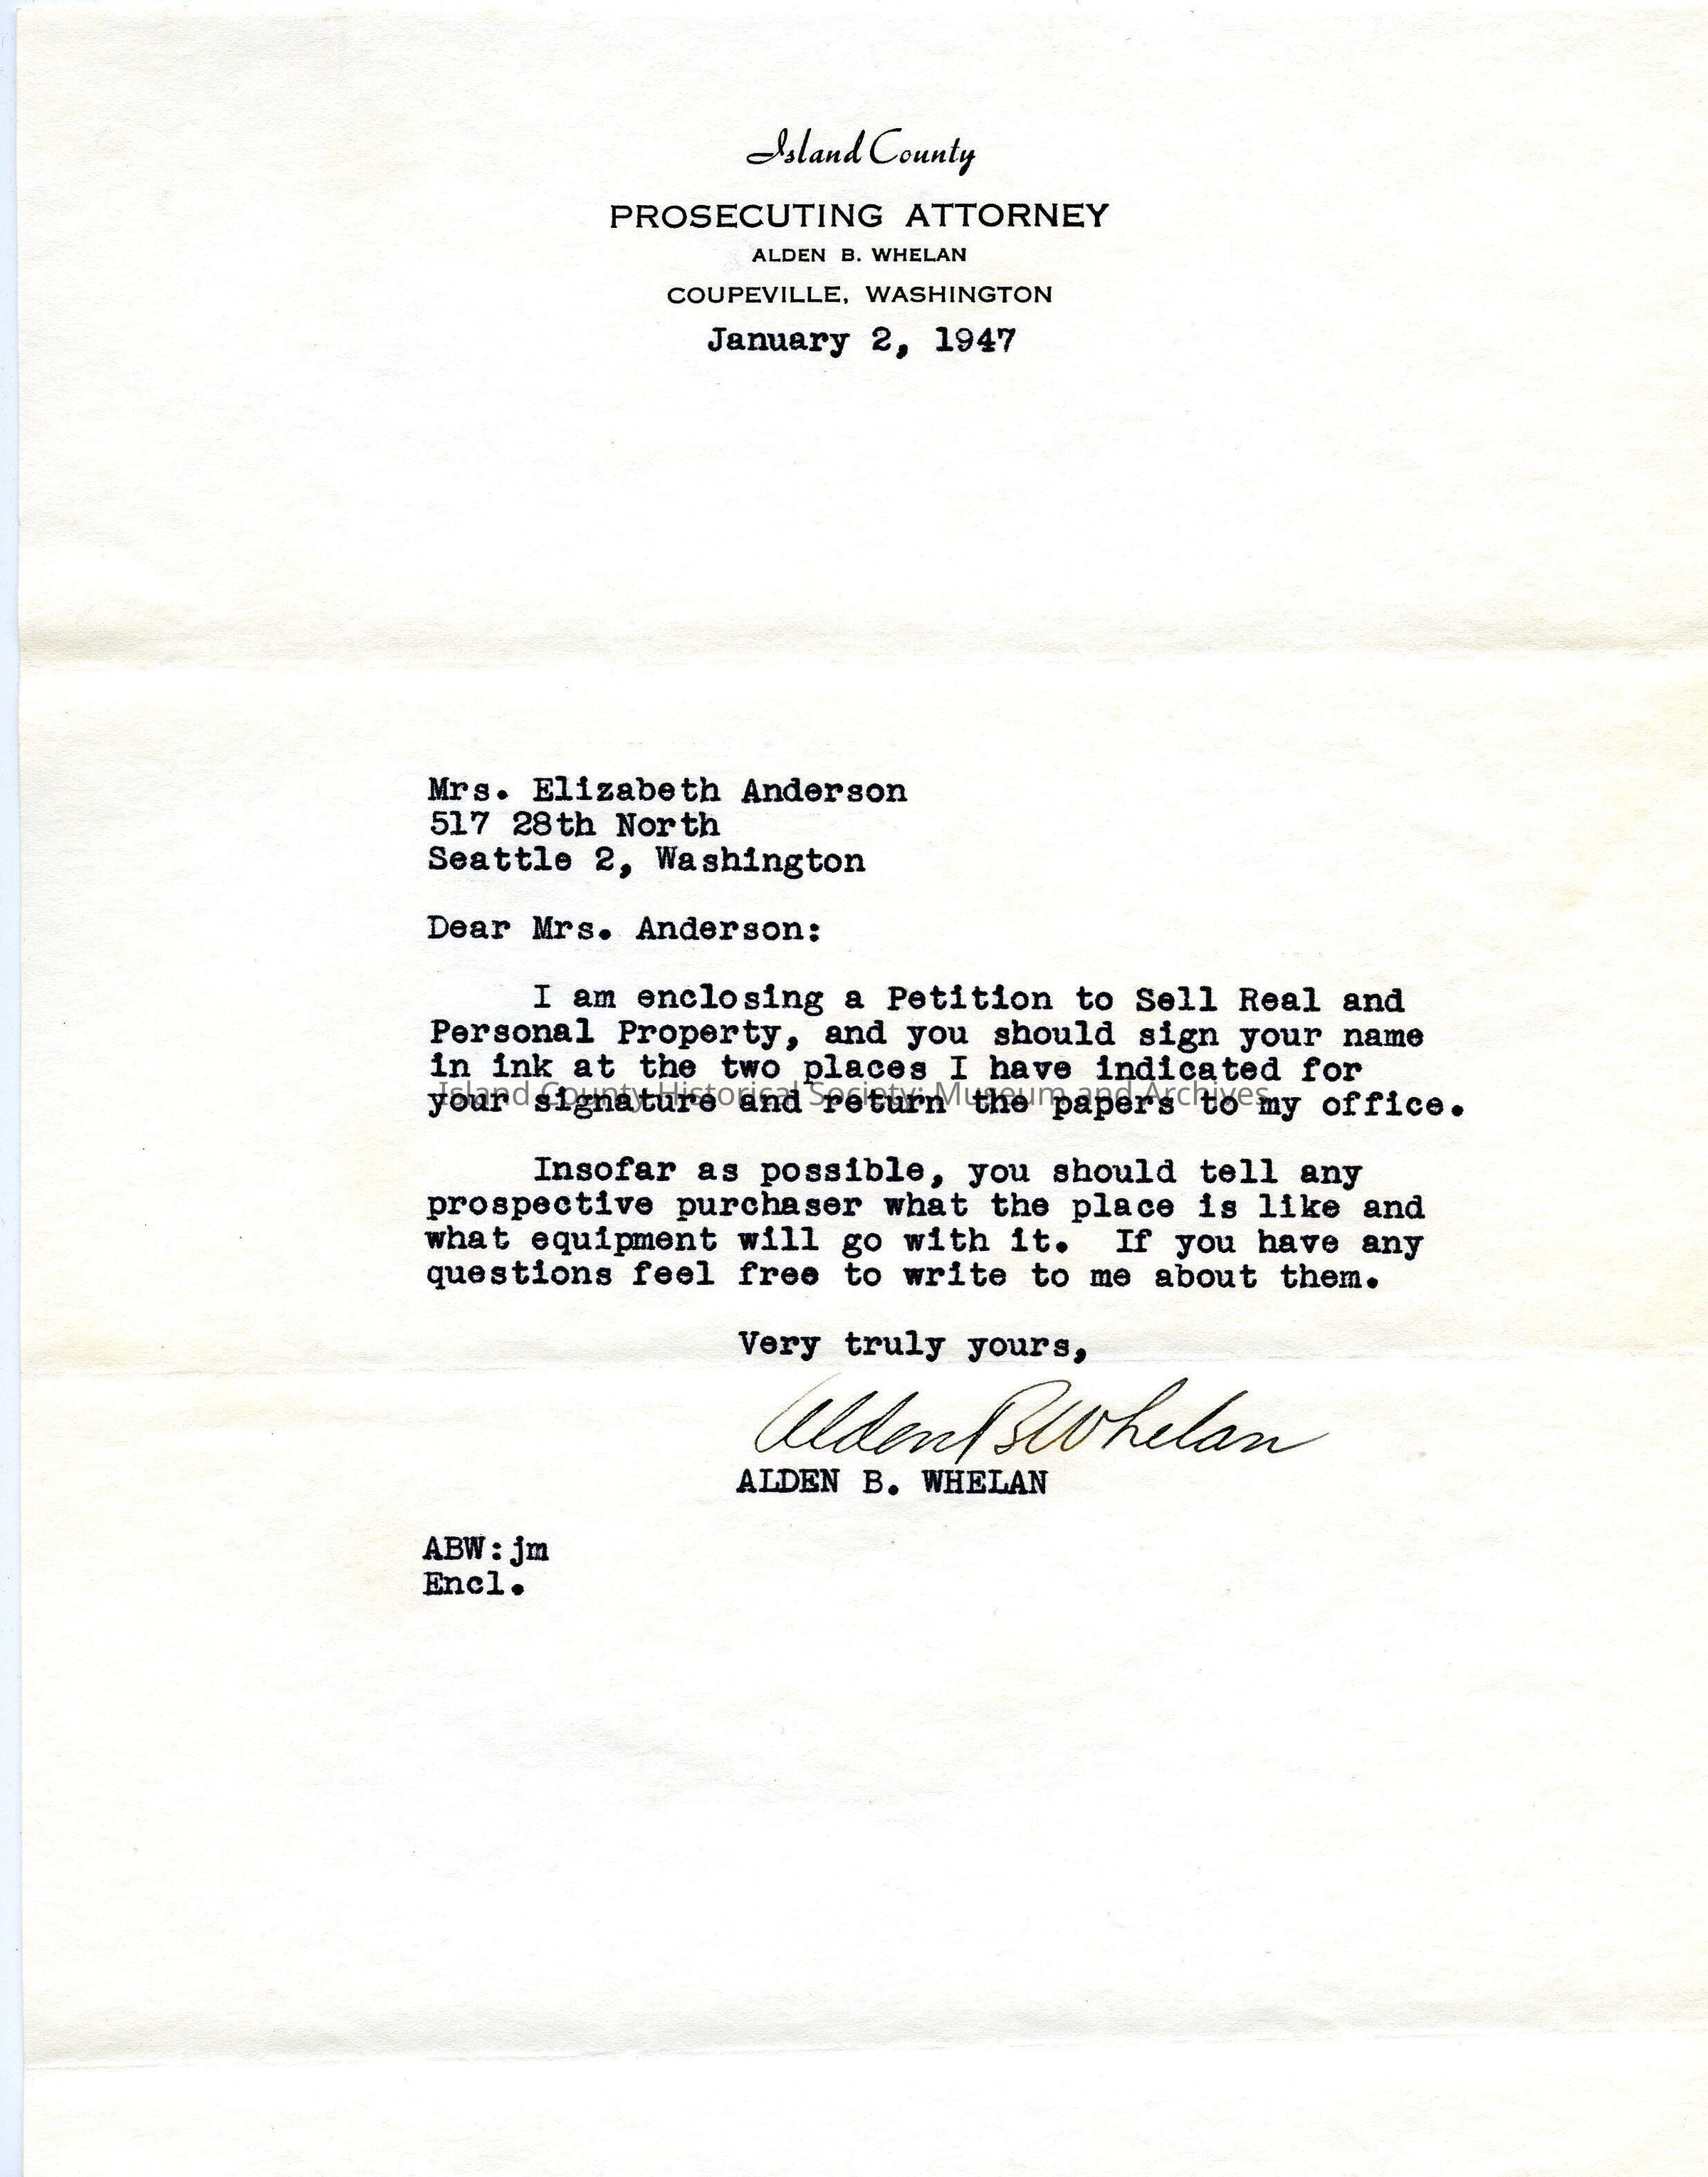 Island County
PROSECUTING ATTORNEY
ALDEN B. WHELAN
COUPEVILLE, WASHINGTON
January 2, 1947
Mrs. Elizabeth Anderson
517 28th North
Seattle 2, Washington
Dear Mrs. Anderson:
I am enclosing a Petition to Sell Real and
Personal Property, and you should sign your name
in ink at the two places I have indicated for
Island County Historical Society: Museum and Archives
your signature and return the papers to my office.
Insofar as possible, you should tell any
prospective purchaser what the place is like and
what equipment will go with it. If you have any
questions feel free to write to me about them.
Very truly yours,
Alden B Whelan
ALDEN B. WHELAN
ABW:jm
Encl.